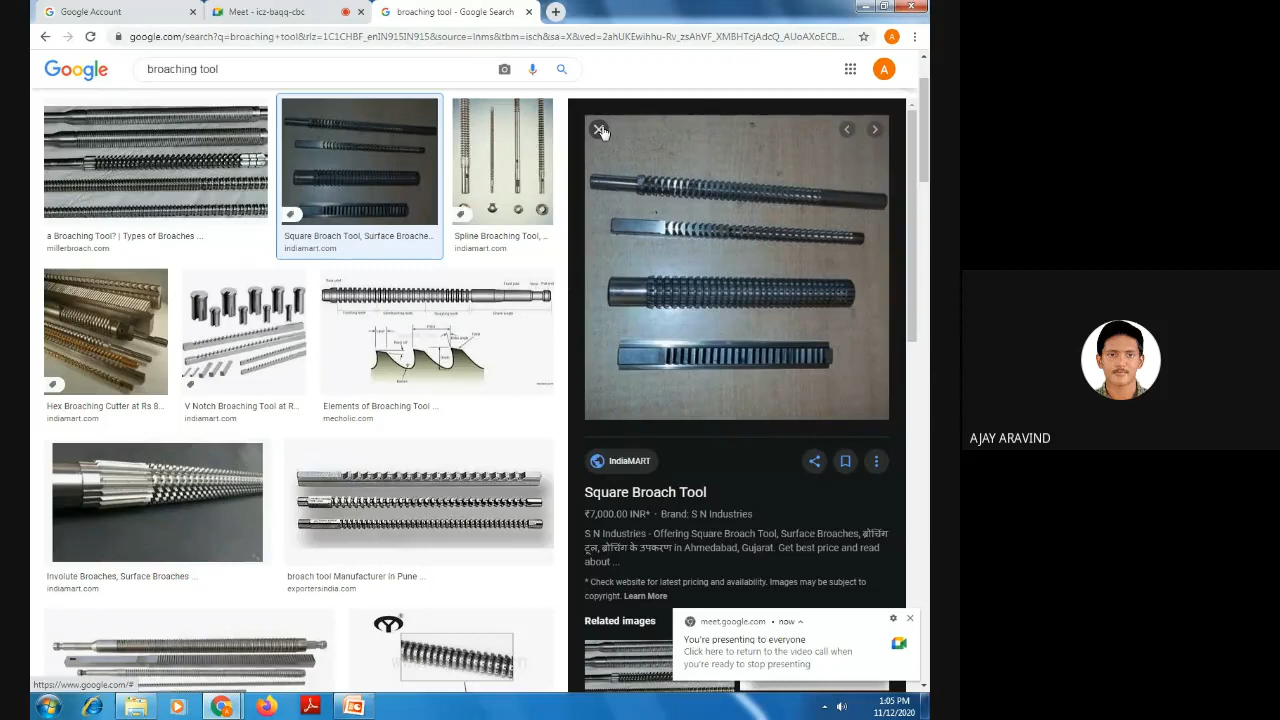 Google Account
Meet - icz-baqq-cbc
broaching tool - Google Search
google.com/search?q=broaching+tool&rlz=1C1CHBF_enIN915IN915&source=lnms&tbm=isch&sa=X&ved=2ahUKEwihhu-Rv_zsAhVF_XMBHTcjAdcQ_AUoAXoECB...
A
Google
broaching tool
A
a Broaching Tool? | Types of Broaches ...
millerbroach.com
Square Broach Tool, Surface Broache...
indiamart.com
Spline Broaching Tool, ...
indiamart.com
Hex Broaching Cutter at Rs 8...
indiamart.com
V Notch Broaching Tool at R...
indiamart.com
Elements of Broaching Tool ...
mecholic.com
Involute Broaches, Surface Broaches ...
indiamart.com
broach tool Manufacturer in Pune ...
exportersindia.com
IndiaMART
Square Broach Tool
₹7,000.00 INR* · Brand: S N Industries
S N Industries - Offering Square Broach Tool, Surface Broaches, ब्रोचिंग
टूल, ब्रोचिंग के उपकरण in Ahmedabad, Gujarat. Get best price and read
about ...
* Check website for latest pricing and availability. Images may be subject to
copyright. Learn More
Related images
meet.google.com • now
You're presenting to everyone
Click here to return to the video call when
you're ready to stop presenting
https://www.google.com/#
1:05 PM
11/12/2020
AJAY ARAVIND